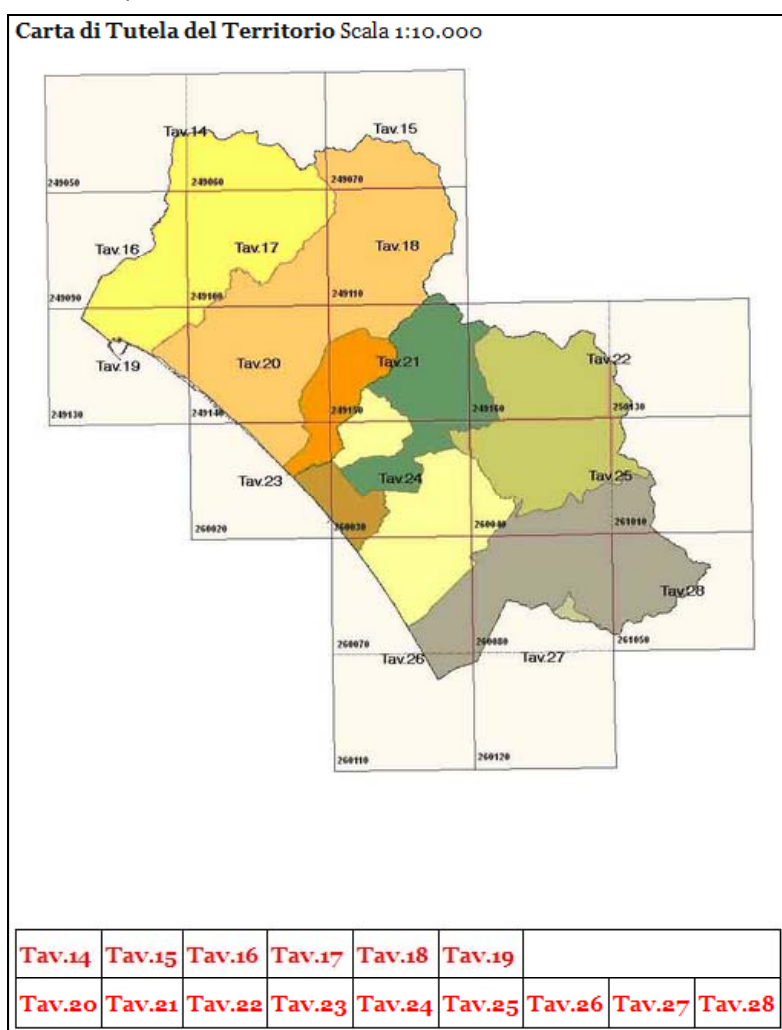 Carta di Tutela del Territorio Scala 1:10.000
Tav.14 Tav.15
249050 249060 249070
Tav.16 Tav.17 Tav.18
249090 249100 249110
Tav.19 Tav.20 Tav.21 Tav.22
249130 249140 249150 249160 250130
Tav.23 Tav.24 Tav.25
260020 260030 260040 261010
Tav.28
260070 Tav.26 260080 Tav.27 261050
260110 260120
Tav.14 Tav.15 Tav.16 Tav.17 Tav.18 Tav.19
Tav.20 Tav.21 Tav.22 Tav.23 Tav.24 Tav.25 Tav.26 Tav.27 Tav.28